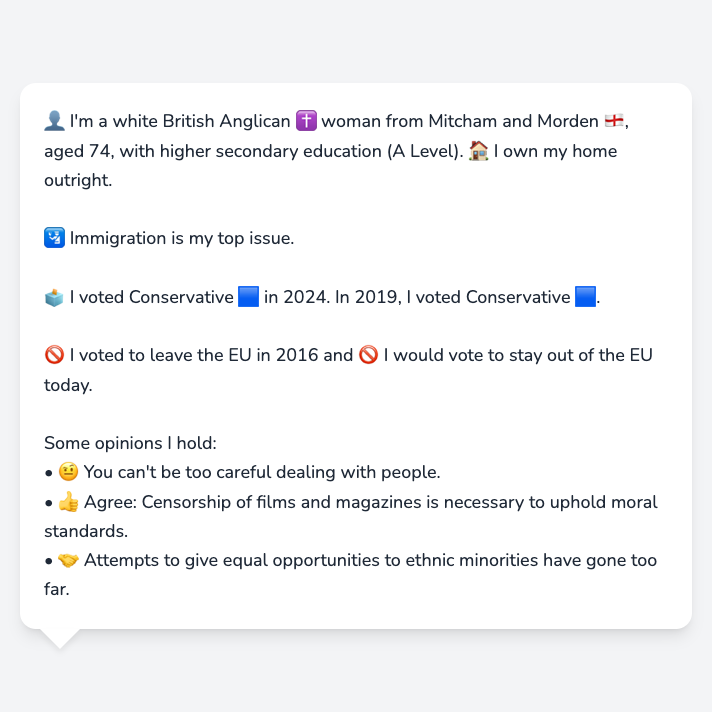 👤 I'm a white British Anglican ✝️ woman from Mitcham and Morden 🏴󠁧󠁢󠁥󠁮󠁧󠁿,
aged 74, with higher secondary education (A Level). 🏠 I own my home
outright.
🛂 Immigration is my top issue.
🗳️ I voted Conservative 🟦 in 2024. In 2019, I voted Conservative 🟦.
🚫 I voted to leave the EU in 2016 and 🚫 I would vote to stay out of the EU
today.
Some opinions I hold:
• 🤨 You can't be too careful dealing with people.
• 👍 Agree: Censorship of films and magazines is necessary to uphold moral
standards.
• 🤝 Attempts to give equal opportunities to ethnic minorities have gone too
far.